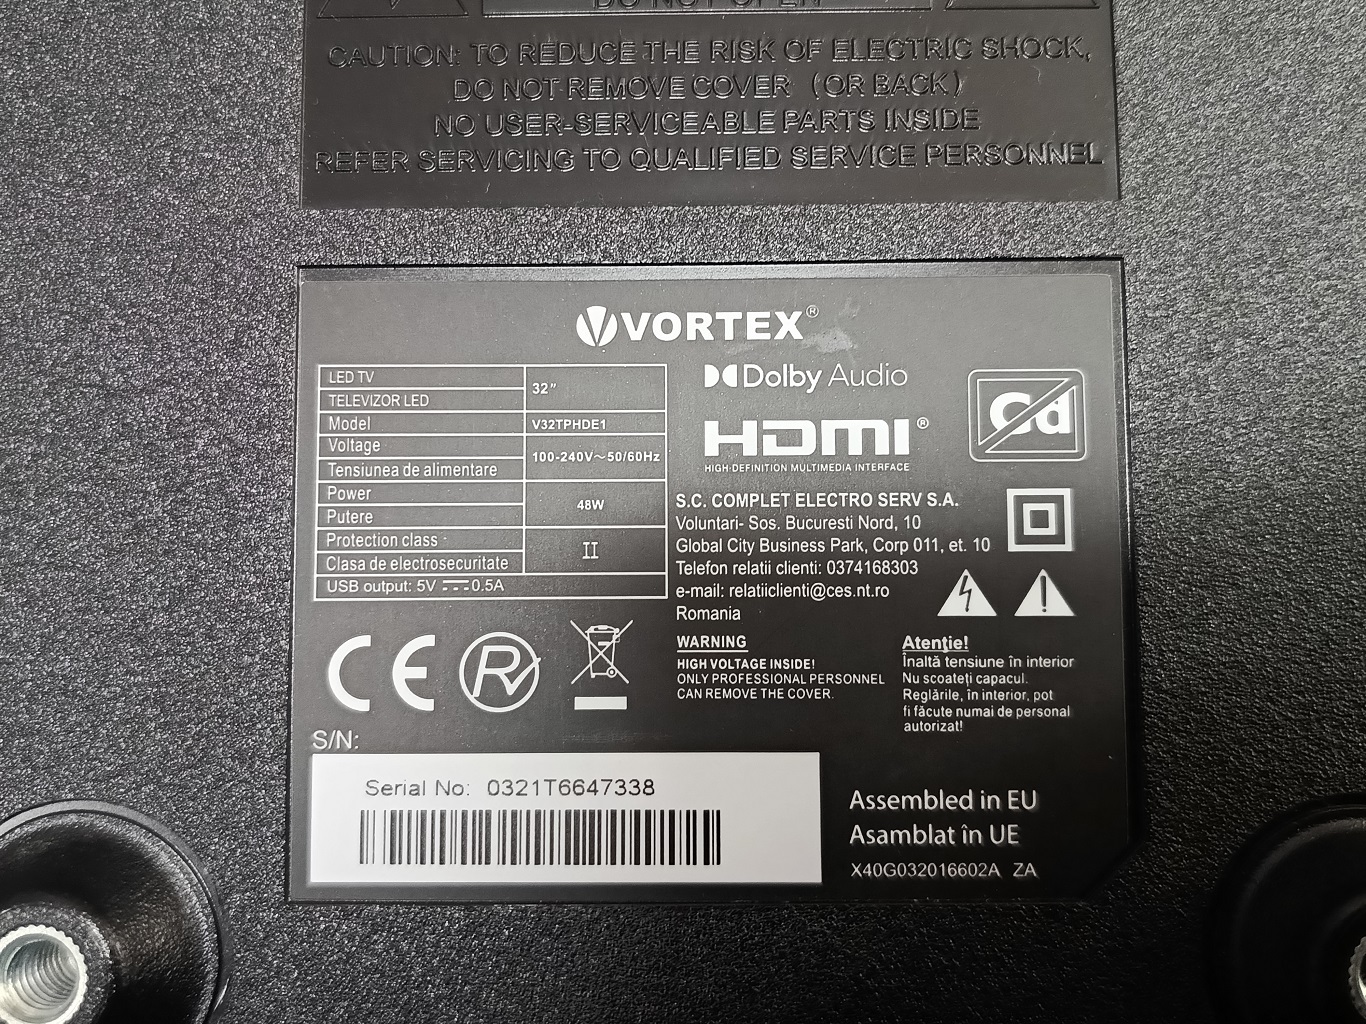 DO NOT OPEN
CAUTION: TO REDUCE THE RISK OF ELECTRIC SHOCK,
DO NOT REMOVE COVER (OR BACK)
NO USER-SERVICEABLE PARTS INSIDE
REFER SERVICING TO QUALIFIED SERVICE PERSONNEL
VORTEX®
LED TV
TELEVIZOR LED
32"
Model
V32TPHDE1
Voltage
Tensiunea de alimentare
100-240V~50/60Hz
Power
Putere
48W
Protection class
Clasa de electrosecuritate
II
USB output: 5V ⎓ 0.5A
Dolby Audio
HDMI®
HIGH-DEFINITION MULTIMEDIA INTERFACE
Cd
S.C. COMPLET ELECTRO SERV S.A.
Voluntari- Sos. Bucuresti Nord, 10
Global City Business Park, Corp 011, et. 10
Telefon relatii clienti: 0374168303
e-mail: relatiiclienti@ces.nt.ro
Romania
CE
R
WARNING
HIGH VOLTAGE INSIDE!
ONLY PROFESSIONAL PERSONNEL
CAN REMOVE THE COVER.
Atenţie!
Înaltă tensiune în interior
Nu scoateţi capacul.
Reglările, în interior, pot
fi făcute numai de personal
autorizat!
S/N:
Serial No: 0321T6647338
Assembled in EU
Asamblat în UE
X40G032016602A ZA